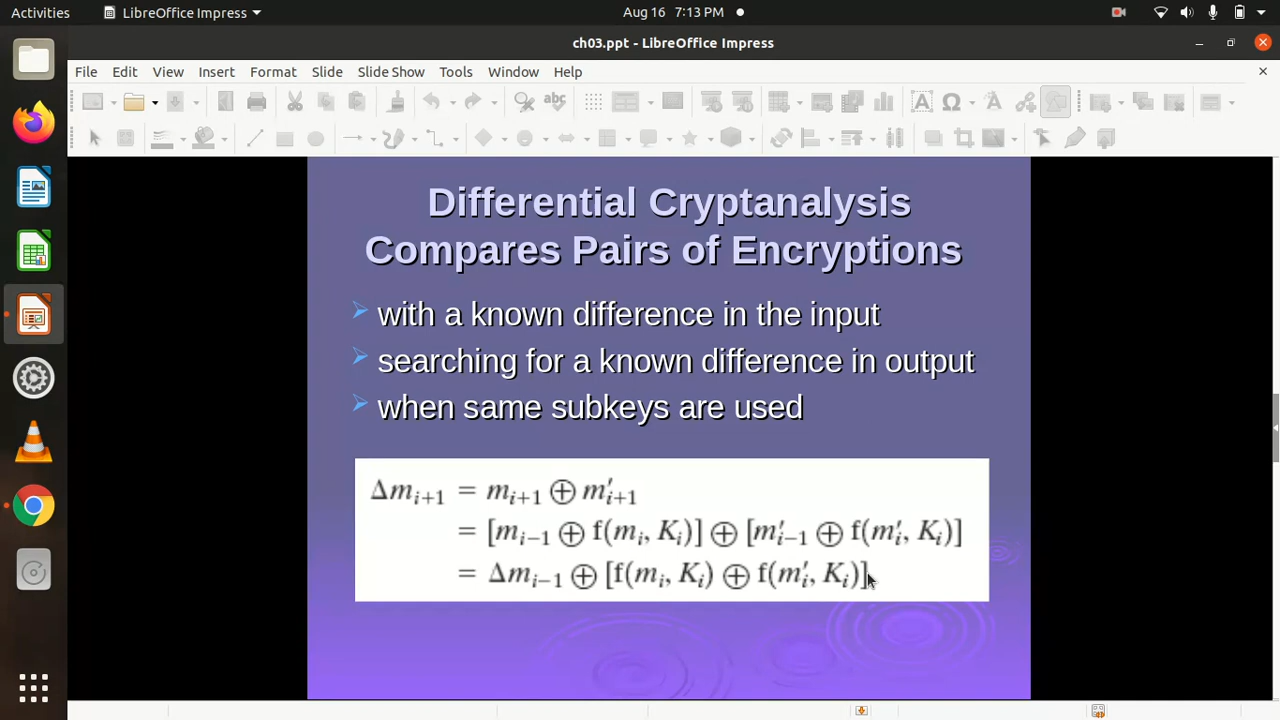 Activities LibreOffice Impress Aug 16 7:13 PM
ch03.ppt - LibreOffice Impress
File Edit View Insert Format Slide Slide Show Tools Window Help
abc
Differential Cryptanalysis
Compares Pairs of Encryptions
with a known difference in the input
searching for a known difference in output
when same subkeys are used
Δm_{i+1} = m_{i+1} ⊕ m′_{i+1}
= [m_{i−1} ⊕ f(m_i, K_i)] ⊕ [m′_{i−1} ⊕ f(m′_i, K_i)]
= Δm_{i−1} ⊕ [f(m_i, K_i) ⊕ f(m′_i, K_i)]